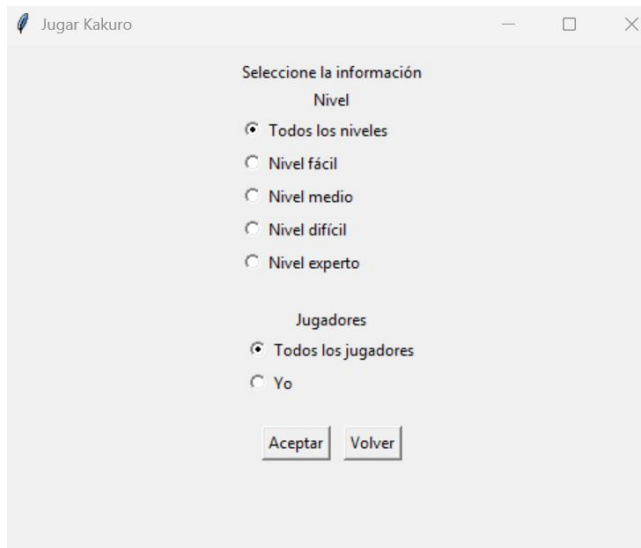 Jugar Kakuro
Seleccione la información
Nivel
Todos los niveles
Nivel fácil
Nivel medio
Nivel difícil
Nivel experto
Jugadores
Todos los jugadores
Yo
Aceptar Volver